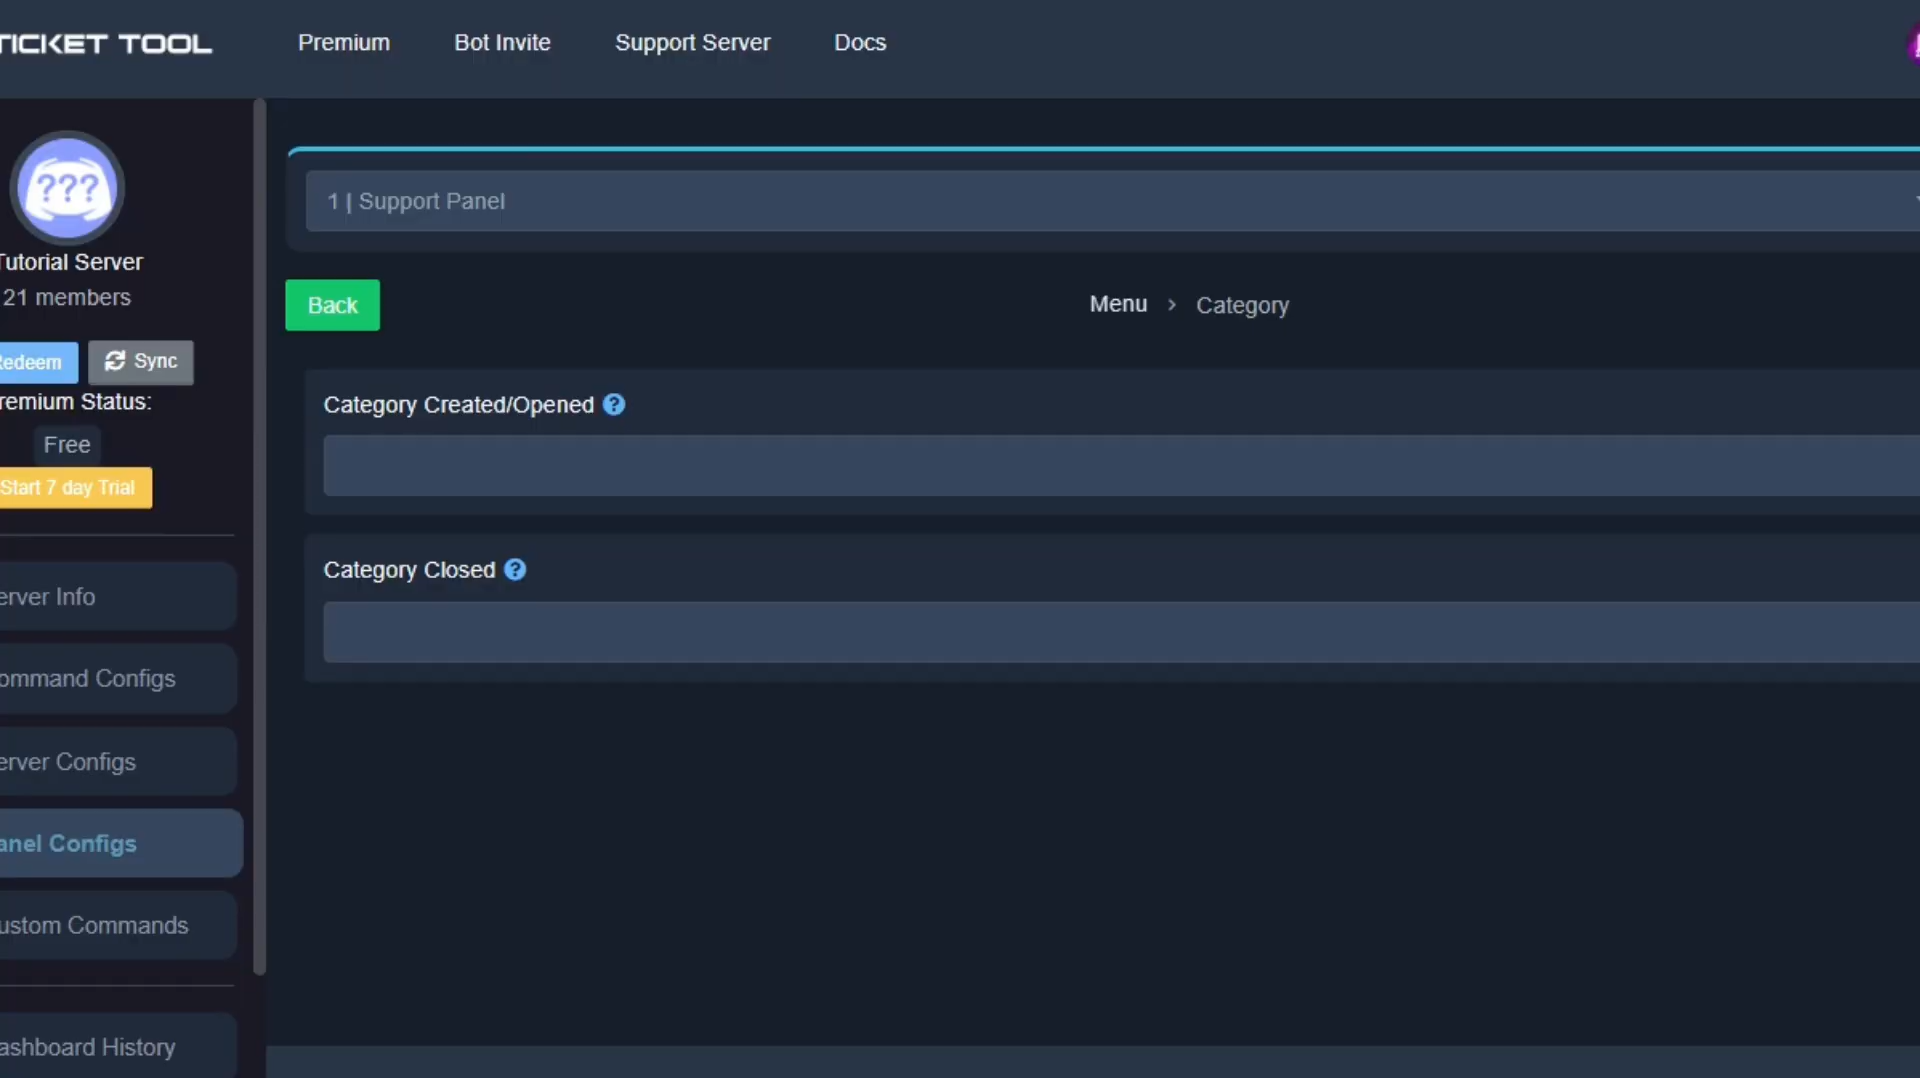 TICKET TOOL
Premium
Bot Invite
Support Server
Docs
???
Tutorial Server
21 members
Redeem
Sync
remium Status:
Free
Start 7 day Trial
erver Info
ommand Configs
erver Configs
anel Configs
ustom Commands
ashboard History
1 | Support Panel
Back
Menu > Category
Category Created/Opened ?
Category Closed ?